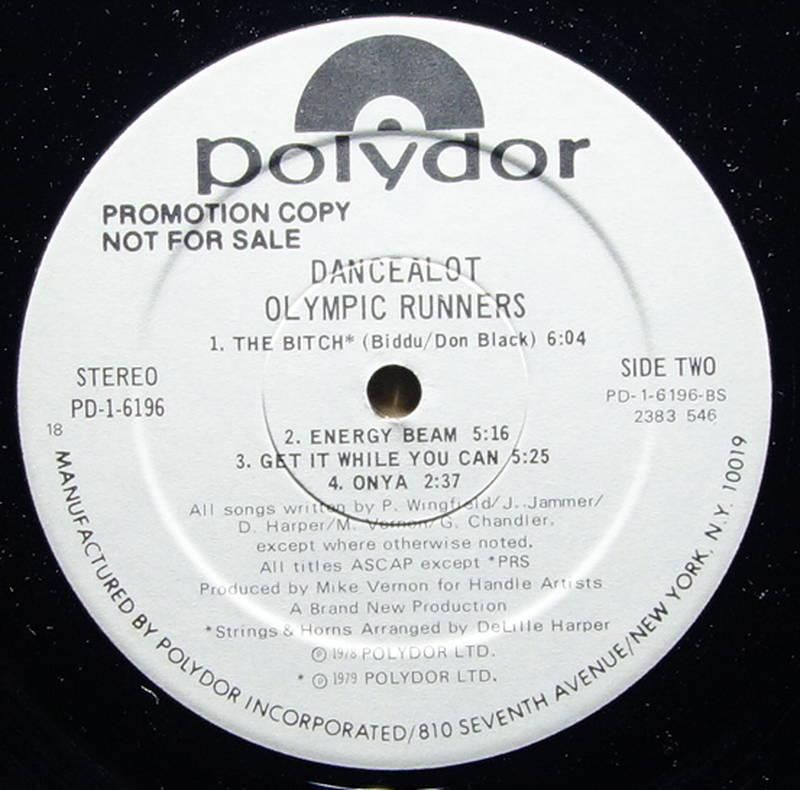 polydor
PROMOTION COPY
NOT FOR SALE
DANCEALOT
OLYMPIC RUNNERS
1. THE BITCH* (Biddu/Don Black) 6:04
STEREO
PD-1-6196
18
SIDE TWO
PD-1-6196-BS
2383 546
2. ENERGY BEAM 5:16
3. GET IT WHILE YOU CAN 5:25
4. ONYA 2:37
All songs written by P. Wingfield/J. Jammer/
D. Harper/M. Vernon/G. Chandler,
except where otherwise noted.
All titles ASCAP except *PRS
Produced by Mike Vernon for Handle Artists
A Brand New Production
*Strings & Horns Arranged by DeLille Harper
℗ 1978 POLYDOR LTD.
* ℗ 1979 POLYDOR LTD.
MANUFACTURED BY POLYDOR INCORPORATED/810 SEVENTH AVENUE/NEW YORK, N.Y. 10019